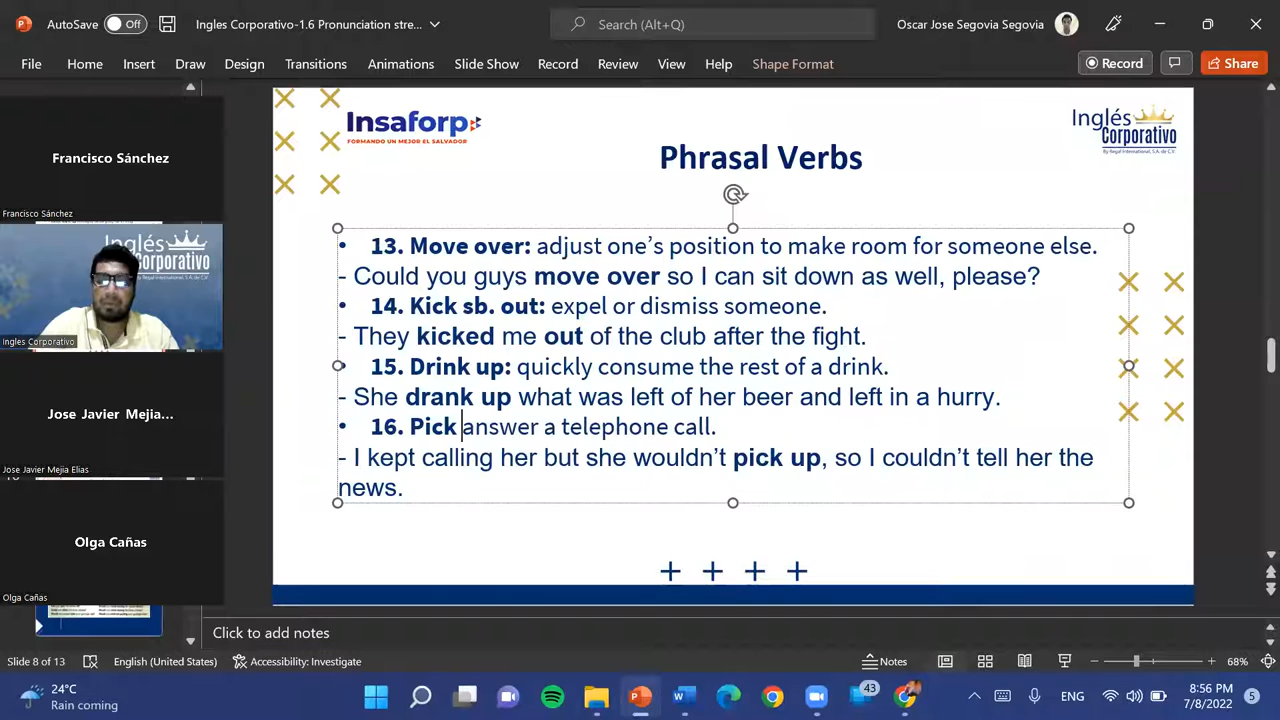 AutoSave Off Ingles Corporativo-1.6 Pronunciation stre... Search (Alt+Q) Oscar Jose Segovia Segovia
File Home Insert Draw Design Transitions Animations Slide Show Record Review View Help Shape Format Record Share
Francisco Sánchez
Francisco Sánchez
Inglés
Corporativo
Ingles Corporativo
Jose Javier Mejia...
Jose Javier Mejia Elias
Olga Cañas
Olga Cañas
Insaforp
FORMANDO UN MEJOR EL SALVADOR
Inglés
Corporativo
By Regal International, S.A. de C.V.
Phrasal Verbs
• 13. Move over: adjust one’s position to make room for someone else.
- Could you guys move over so I can sit down as well, please?
• 14. Kick sb. out: expel or dismiss someone.
- They kicked me out of the club after the fight.
• 15. Drink up: quickly consume the rest of a drink.
- She drank up what was left of her beer and left in a hurry.
• 16. Pick answer a telephone call.
- I kept calling her but she wouldn’t pick up, so I couldn’t tell her the
news.
Click to add notes
Slide 8 of 13 English (United States) Accessibility: Investigate Notes 68%
24°C
Rain coming
43
ENG
8:56 PM
7/8/2022
5